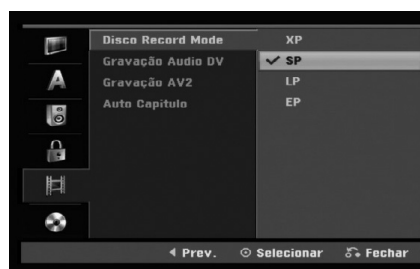 Disco Record Mode XP
Gravação Audio DV ✓ SP
Gravação AV2 LP
Auto Capitulo EP
A
◀ Prev. ⊙ Selecionar Fechar